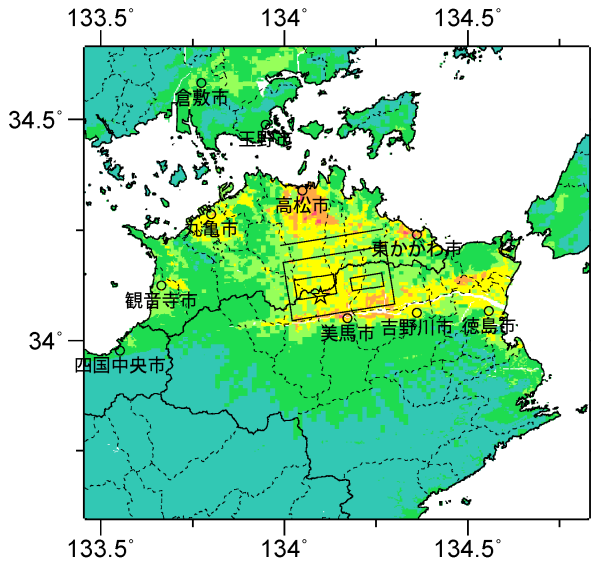 133.5° 134° 134.5°
34.5°
倉敷市
玉野市
高松市
丸亀市
東かがわ市
観音寺市
美馬市 吉野川市 徳島市
34°
四国中央市
133.5° 134° 134.5°